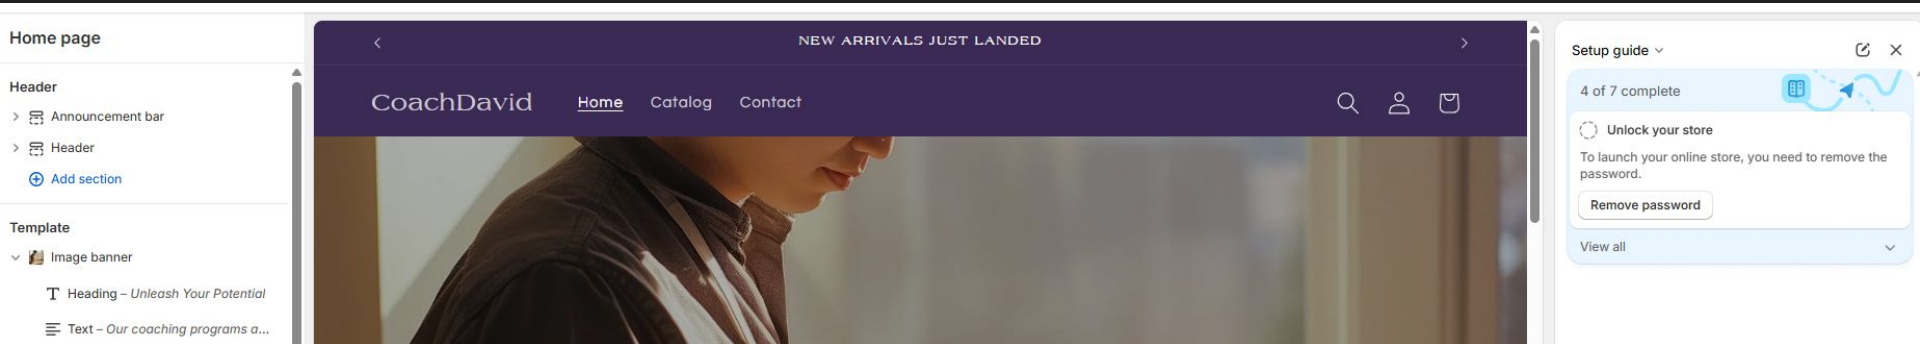 Home page
Header
Announcement bar
Header
Add section
Template
Image banner
Heading – Unleash Your Potential
Text – Our coaching programs a...
NEW ARRIVALS JUST LANDED
CoachDavid Home Catalog Contact
Setup guide
4 of 7 complete
Unlock your store
To launch your online store, you need to remove the
password.
Remove password
View all